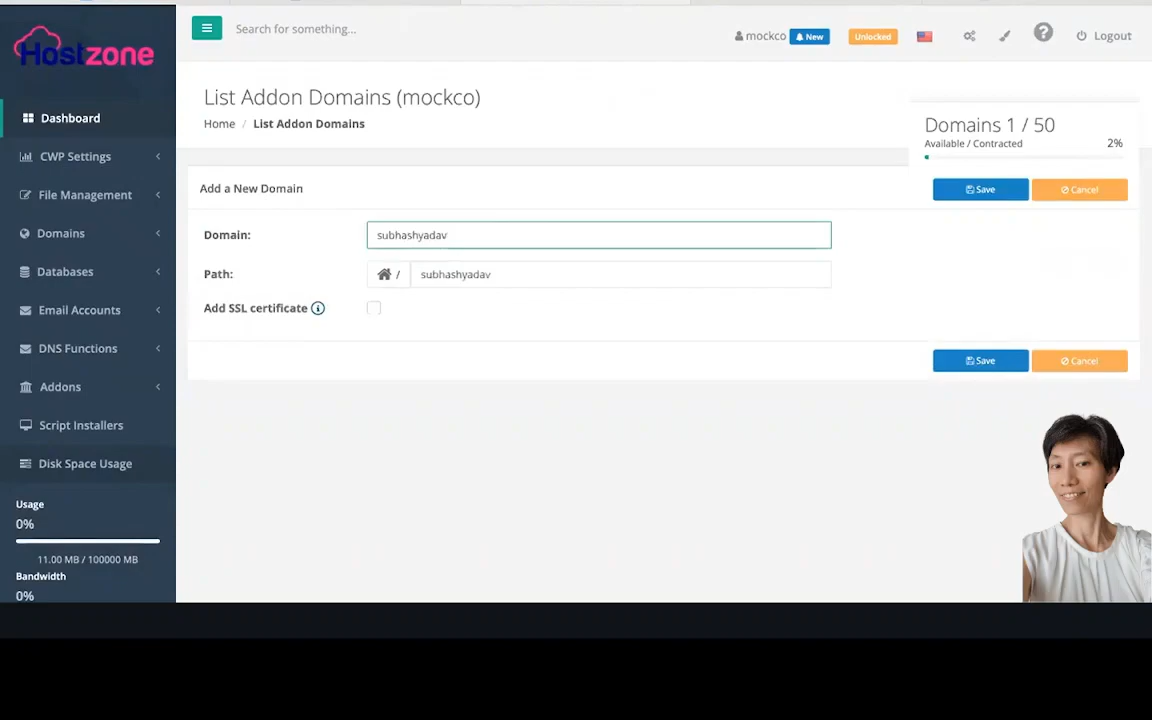 Hostzone
Search for something...
mockco New Unlocked Logout
Dashboard
CWP Settings
File Management
Domains
Databases
Email Accounts
DNS Functions
Addons
Script Installers
Disk Space Usage
Usage
0%
11.00 MB / 100000 MB
Bandwidth
0%
List Addon Domains (mockco)
Home / List Addon Domains
Domains 1 / 50
Available / Contracted 2%
Add a New Domain
Save Cancel
Domain: subhashyadav
Path: / subhashyadav
Add SSL certificate
Save Cancel